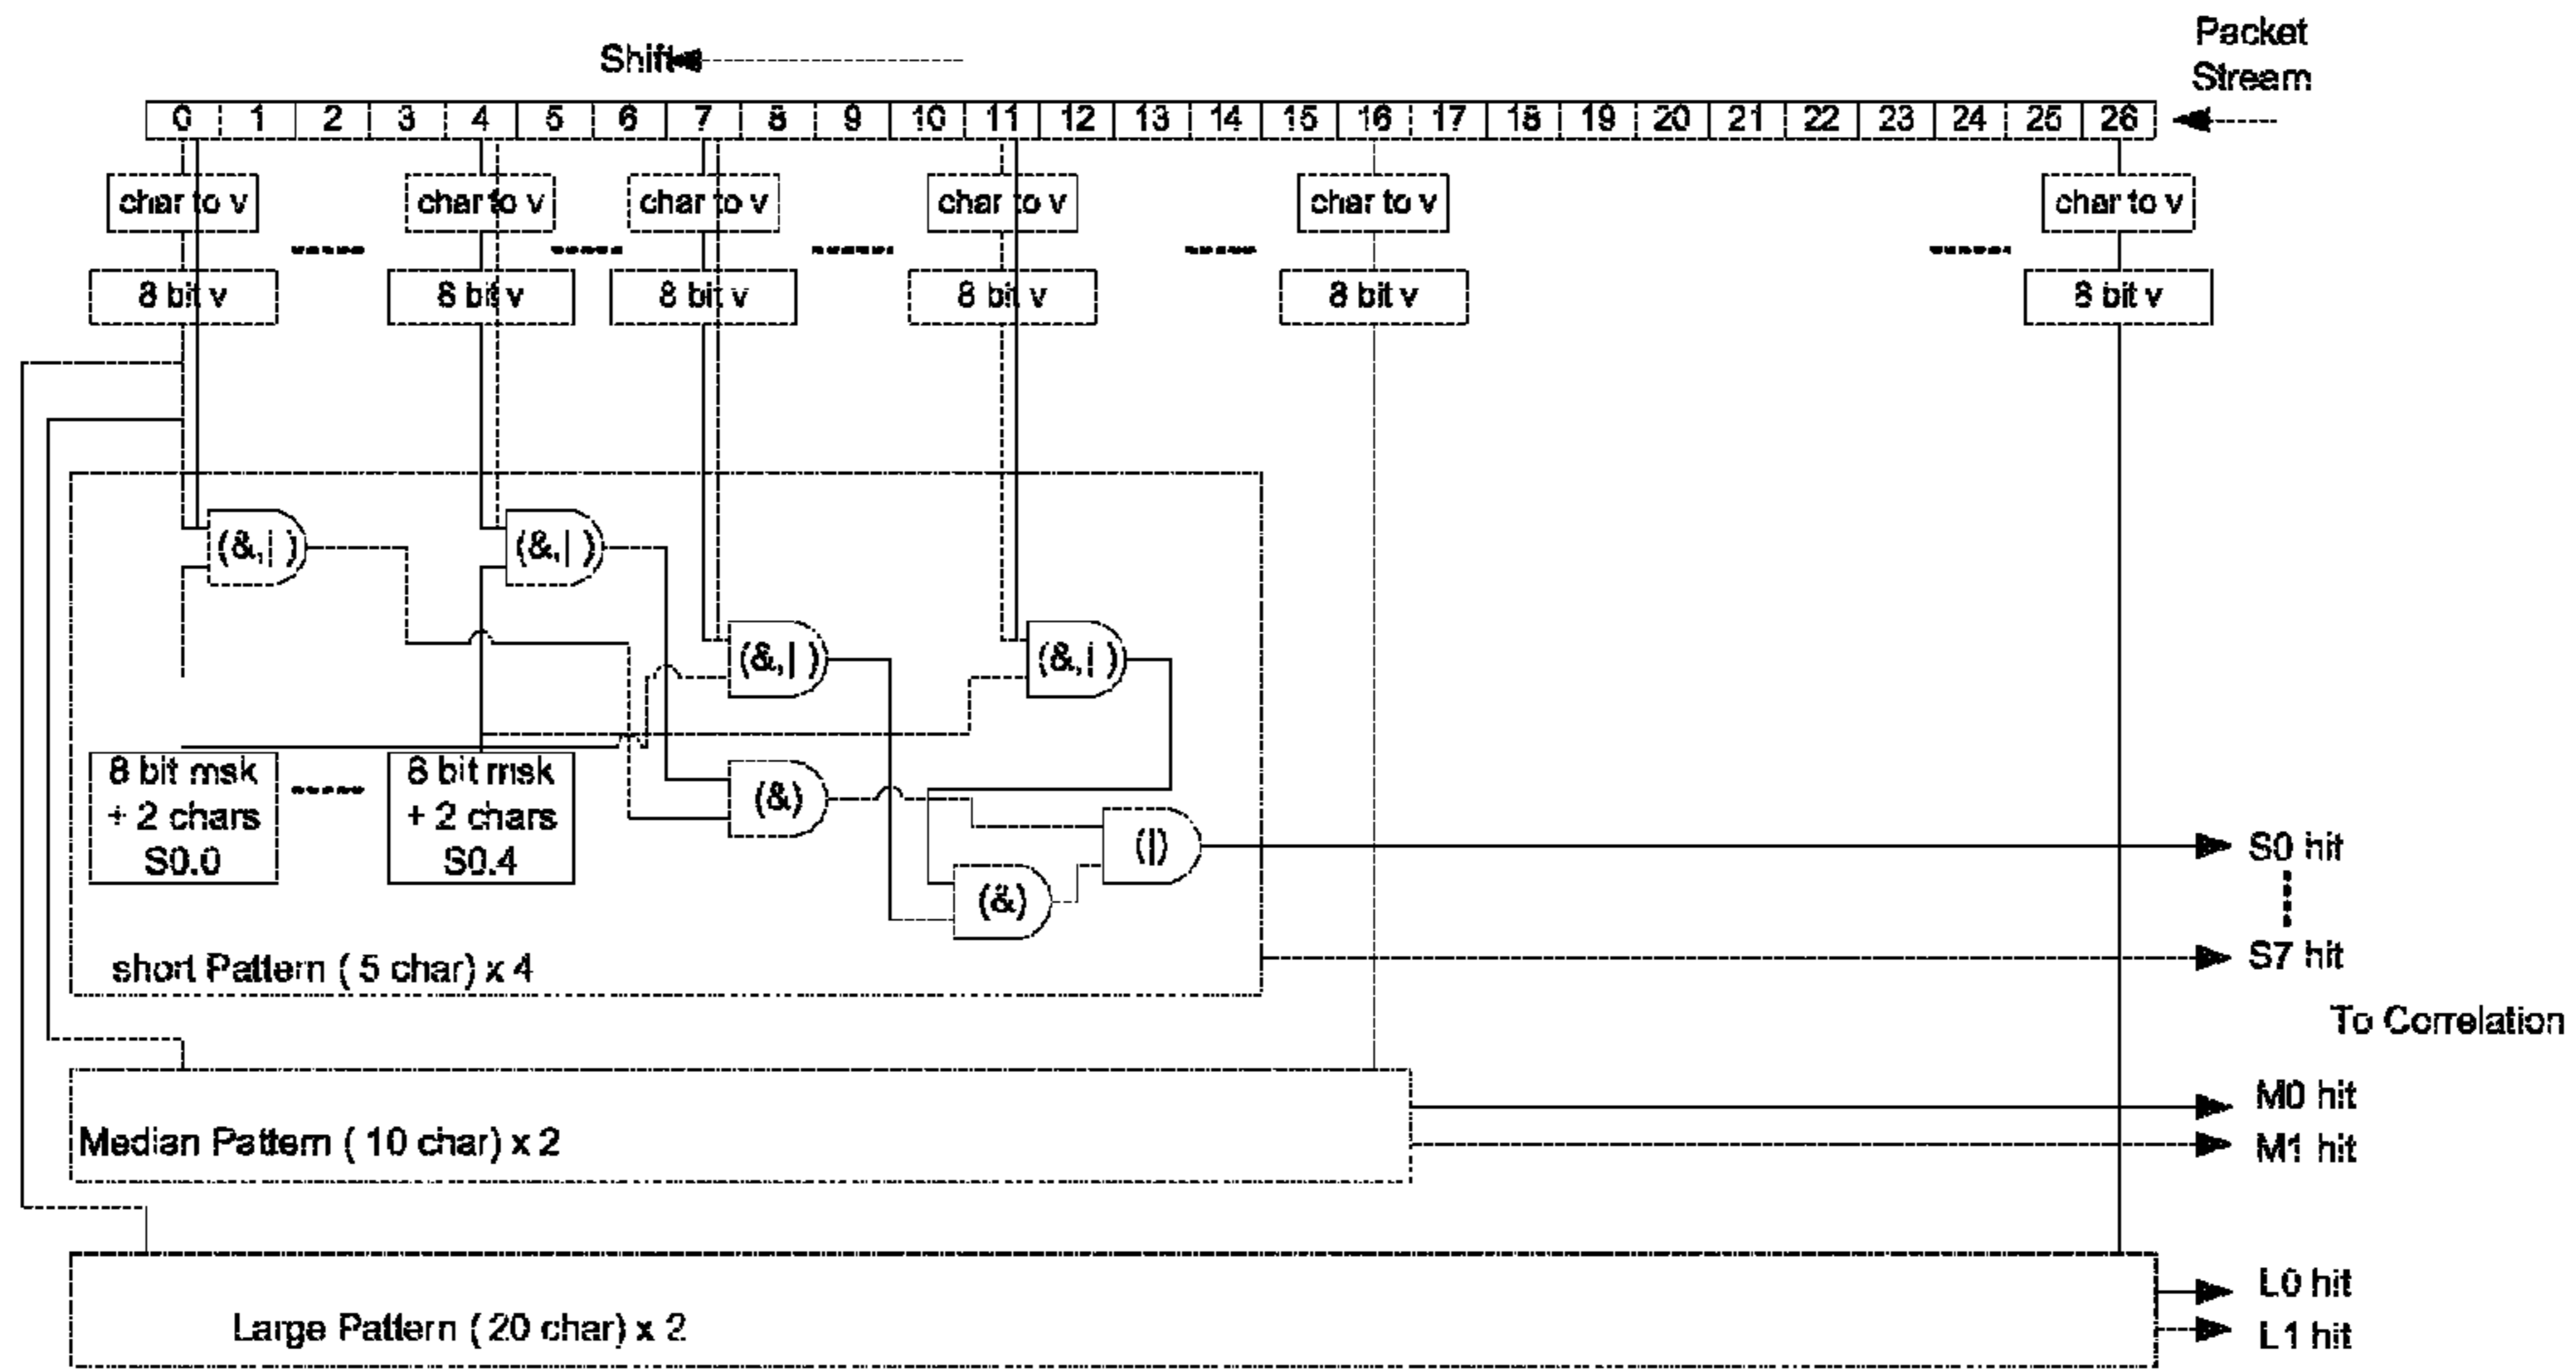 Packet
Shift
Stream
0 1 2 3 4 5 6 7 8 9 10 11 12 13 14 15 16 17 18 19 20 21 22 23 24 25 26
char to v char to v char to v char to v char to v char to v
8 bit v 8 bit v 8 bit v 8 bit v 8 bit v 8 bit v
(&,| ) (&,| )
(&,| ) (&,| )
8 bit msk 8 bit msk
+ 2 chars + 2 chars (&)
S0.0 S0.4 (|) S0 hit
(&)
short Pattern ( 5 char) x 4 S7 hit
To Correlation
M0 hit
Median Pattern ( 10 char) x 2 M1 hit
L0 hit
Large Pattern ( 20 char) x 2 L1 hit